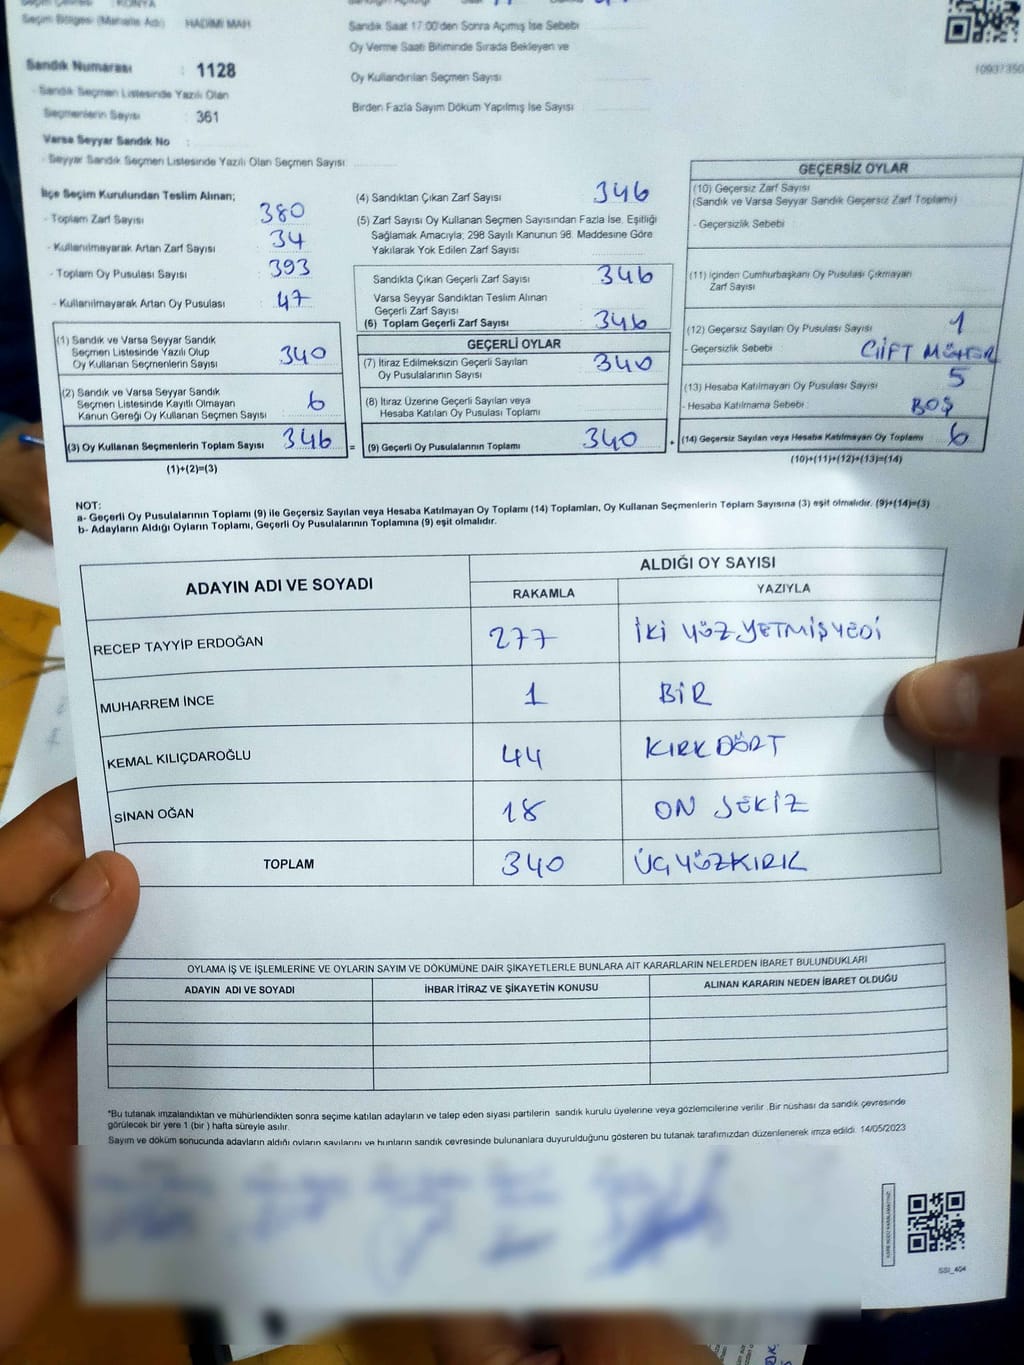 KONYA
Seçim Bölgesi (Mahalle Adı) : HADİMİ MAH
Sandık Saat 17:00'den Sonra Açılmış İse Sebebi
Oy Verme Saati Bitiminde Sırada Bekleyen ve
Oy Kullandırılan Seçmen Sayısı
Birden Fazla Sayım Döküm Yapılmış İse Sayısı
Sandık Numarası : 1128
- Sandık Seçmen Listesinde Yazılı Olan
Seçmenlerin Sayısı : 361
Varsa Seyyar Sandık No :
- Seyyar Sandık Seçmen Listesinde Yazılı Olan Seçmen Sayısı:
İlçe Seçim Kurulundan Teslim Alınan;
- Toplam Zarf Sayısı : 380
- Kullanılmayarak Artan Zarf Sayısı : 34
- Toplam Oy Pusulası Sayısı : 393
- Kullanılmayarak Artan Oy Pusulası : 47
(1) Sandık ve Varsa Seyyar Sandık
Seçmen Listesinde Yazılı Olup
Oy Kullanan Seçmenlerin Sayısı : 340
(2) Sandık ve Varsa Seyyar Sandık
Seçmen Listesinde Kayıtlı Olmayan
Kanun Gereği Oy Kullanan Seçmen Sayısı : 6
(3) Oy Kullanan Seçmenlerin Toplam Sayısı : 346 =
(1)+(2)=(3)
(4) Sandıktan Çıkan Zarf Sayısı 346
(5) Zarf Sayısı Oy Kullanan Seçmen Sayısından Fazla İse, Eşitliği
Sağlamak Amacıyla; 298 Sayılı Kanunun 98. Maddesine Göre
Yakılarak Yok Edilen Zarf Sayısı
Sandıkta Çıkan Geçerli Zarf Sayısı 346
Varsa Seyyar Sandıktan Teslim Alınan
Geçerli Zarf Sayısı
(6) Toplam Geçerli Zarf Sayısı 346
GEÇERLİ OYLAR
(7) İtiraz Edilmeksizin Geçerli Sayılan
Oy Pusulalarının Sayısı 340
(8) İtiraz Üzerine Geçerli Sayılan veya
Hesaba Katılan Oy Pusulası Toplamı
(9) Geçerli Oy Pusulalarının Toplamı 340 +
GEÇERSİZ OYLAR
(10) Geçersiz Zarf Sayısı
(Sandık ve Varsa Seyyar Sandık Geçersiz Zarf Toplamı)
- Geçersizlik Sebebi :
(11) İçinden Cumhurbaşkanı Oy Pusulası Çıkmayan
Zarf Sayısı
(12) Geçersiz Sayılan Oy Pusulası Sayısı 1
- Geçersizlik Sebebi : ÇİFT MÜHÜR
(13) Hesaba Katılmayan Oy Pusulası Sayısı 5
- Hesaba Katılmama Sebebi : BOŞ
(14) Geçersiz Sayılan veya Hesaba Katılmayan Oy Toplamı 6
(10)+(11)+(12)+(13)=(14)
NOT:
a- Geçerli Oy Pusulalarının Toplamı (9) ile Geçersiz Sayılan veya Hesaba Katılmayan Oy Toplamı (14) Toplamları, Oy Kullanan Seçmenlerin Toplam Sayısına (3) eşit olmalıdır. (9)+(14)=(3)
b- Adayların Aldığı Oyların Toplamı, Geçerli Oy Pusulalarının Toplamına (9) eşit olmalıdır.
ADAYIN ADI VE SOYADI
ALDIĞI OY SAYISI
RAKAMLA YAZIYLA
RECEP TAYYİP ERDOĞAN 277 İKİ YÜZ YETMİŞYEDİ
MUHARREM İNCE 1 BİR
KEMAL KILIÇDAROĞLU 44 KIRK DÖRT
SİNAN OĞAN 18 ON SEKİZ
TOPLAM 340 ÜÇYÜZKIRK
OYLAMA İŞ VE İŞLEMLERİNE VE OYLARIN SAYIM VE DÖKÜMÜNE DAİR ŞİKAYETLERLE BUNLARA AİT KARARLARIN NELERDEN İBARET BULUNDUKLARI
ADAYIN ADI VE SOYADI İHBAR İTİRAZ VE ŞİKAYETİN KONUSU ALINAN KARARIN NEDEN İBARET OLDUĞU
*Bu tutanak imzalandıktan ve mühürlendikten sonra seçime katılan adayların ve talep eden siyasi partilerin sandık kurulu üyelerine veya gözlemcilerine verilir. Bir nüshası da sandık çevresinde
görülecek bir yere 1 (bir) hafta süreyle asılır.
Sayım ve döküm sonucunda adayların aldığı oyların sayılarını ve bunların sandık çevresinde bulunanlara duyurulduğunu gösteren bu tutanak tarafımızdan düzenlenerek imza edildi. 14/05/2023
SSI_404